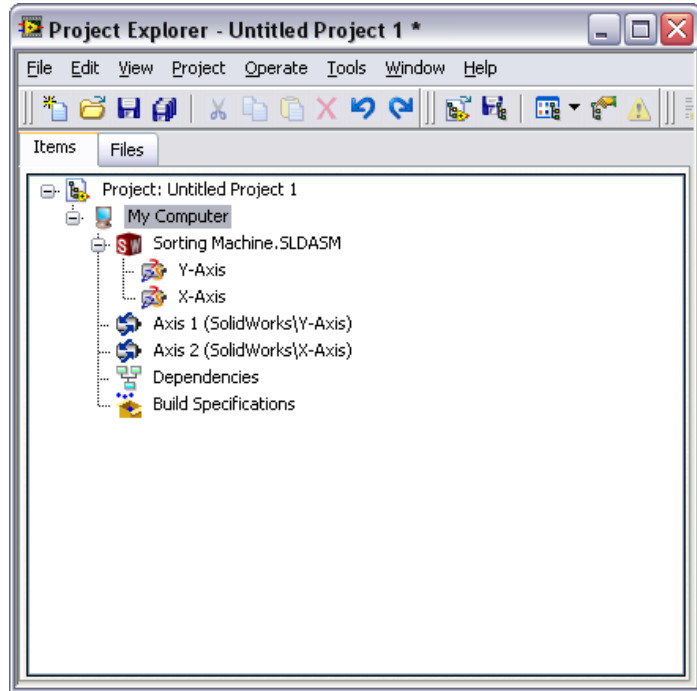 Project Explorer - Untitled Project 1 *
File Edit View Project Operate Tools Window Help
Items Files
Project: Untitled Project 1
My Computer
SW Sorting Machine.SLDASM
Y-Axis
X-Axis
Axis 1 (SolidWorks\Y-Axis)
Axis 2 (SolidWorks\X-Axis)
Dependencies
Build Specifications